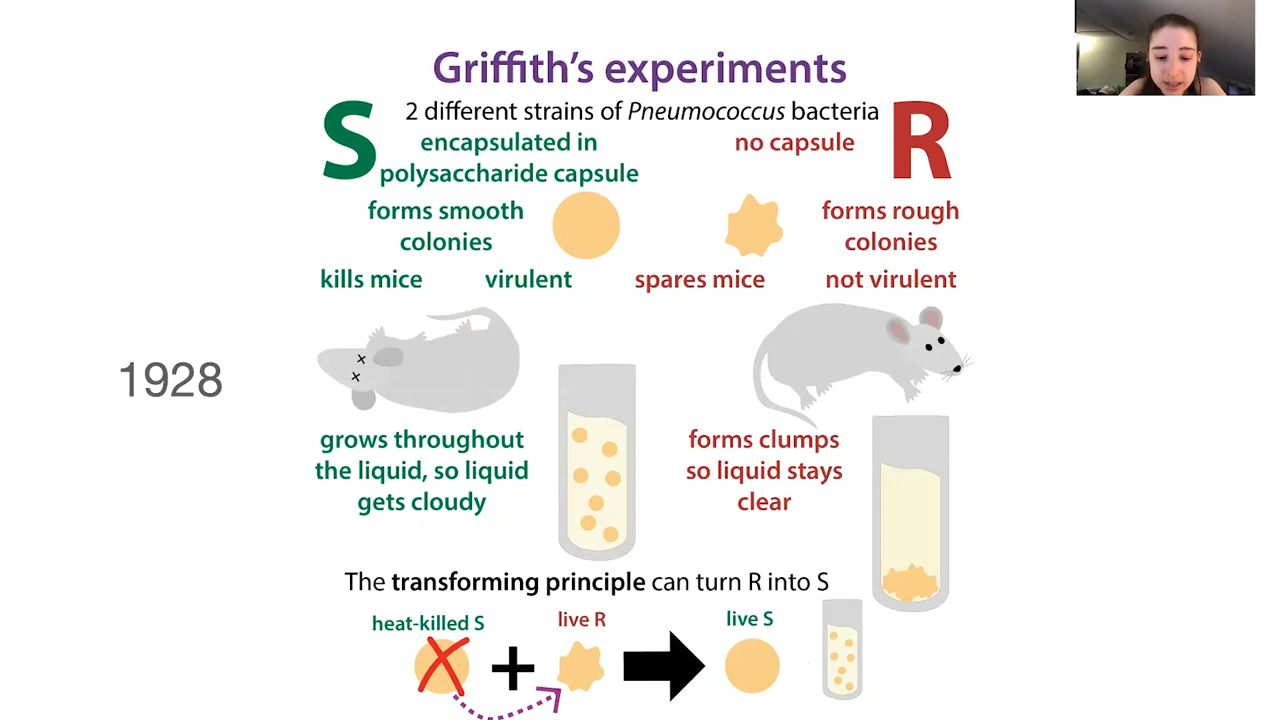 Griffith's experiments
S
2 different strains of Pneumococcus bacteria
R
encapsulated in
polysaccharide capsule
no capsule
forms smooth
colonies
forms rough
colonies
kills mice
virulent
spares mice
not virulent
1928
grows throughout
the liquid, so liquid
gets cloudy
forms clumps
so liquid stays
clear
The transforming principle can turn R into S
heat-killed S
live R
live S